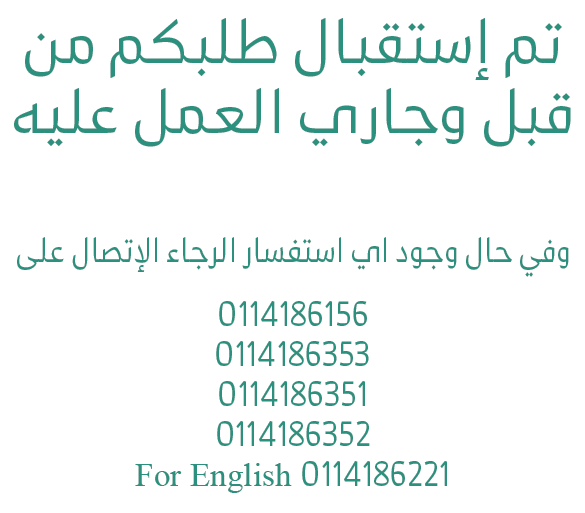 تم إستقبال طلبكم من
قبل وجاري العمل عليه
وفي حال وجود اي استفسار الرجاء الإتصال على
0114186156
0114186353
0114186351
0114186352
For English 0114186221